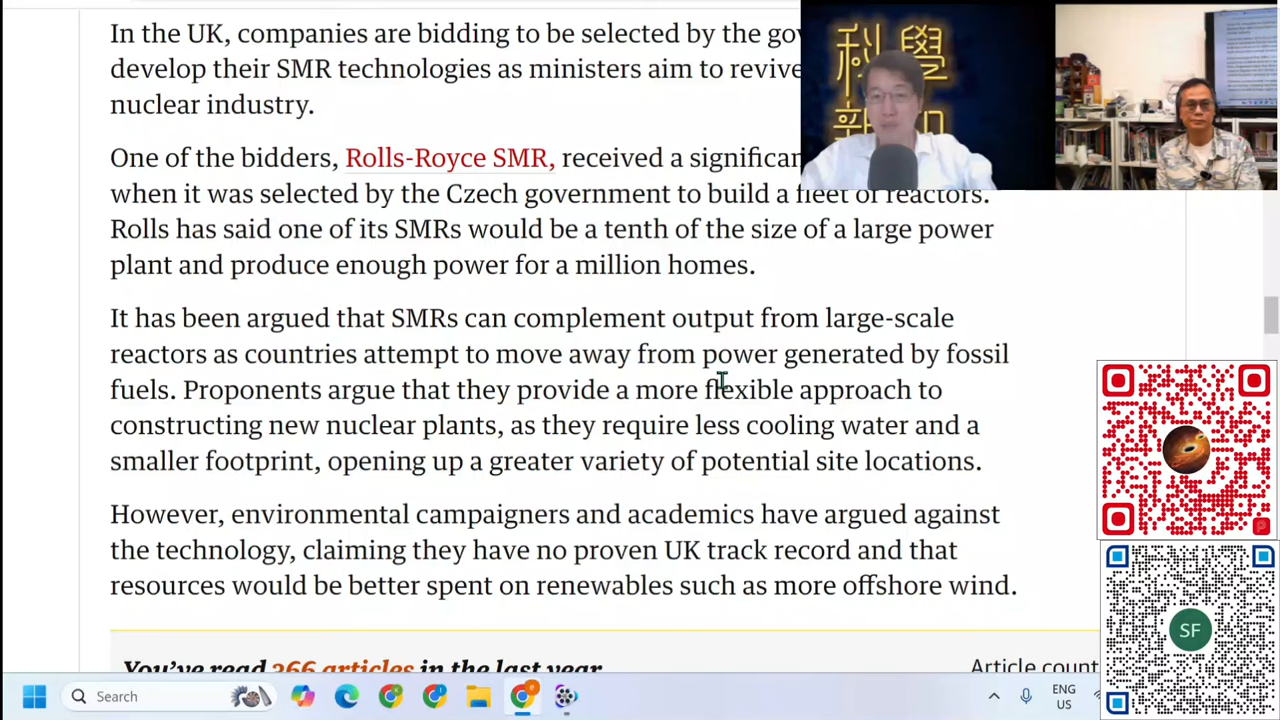 In the UK, companies are bidding to be selected by the gov
develop their SMR technologies as ministers aim to revive
nuclear industry.
One of the bidders, Rolls-Royce SMR, received a significan
when it was selected by the Czech government to build a fleet of reactors.
Rolls has said one of its SMRs would be a tenth of the size of a large power
plant and produce enough power for a million homes.
It has been argued that SMRs can complement output from large-scale
reactors as countries attempt to move away from power generated by fossil
fuels. Proponents argue that they provide a more flexible approach to
constructing new nuclear plants, as they require less cooling water and a
smaller footprint, opening up a greater variety of potential site locations.
However, environmental campaigners and academics have argued against
the technology, claiming they have no proven UK track record and that
resources would be better spent on renewables such as more offshore wind.
You've read 266 articles in the last year
Article count
科學
新知
SF
Search
ENG
US